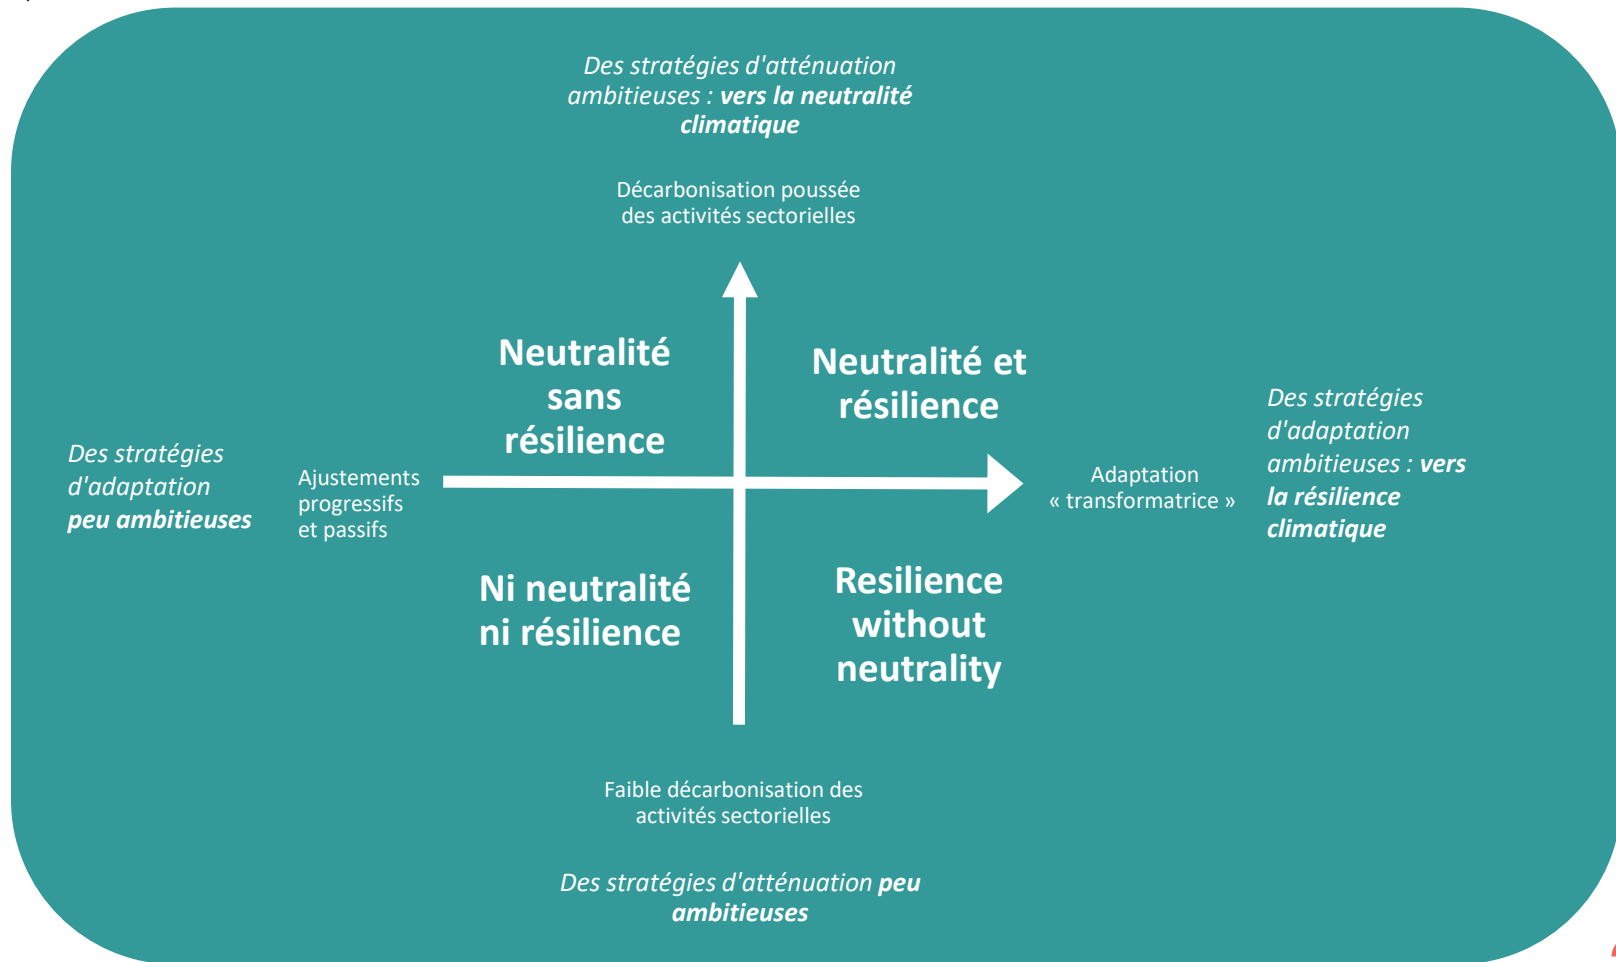 Des stratégies d'atténuation
ambitieuses : vers la neutralité
climatique
Décarbonisation poussée
des activités sectorielles
Neutralité
sans
résilience
Neutralité et
résilience
Des stratégies
d'adaptation
peu ambitieuses
Ajustements
progressifs
et passifs
Adaptation
« transformatrice »
Des stratégies
d'adaptation
ambitieuses : vers
la résilience
climatique
Ni neutralité
ni résilience
Resilience
without
neutrality
Faible décarbonisation des
activités sectorielles
Des stratégies d'atténuation peu
ambitieuses